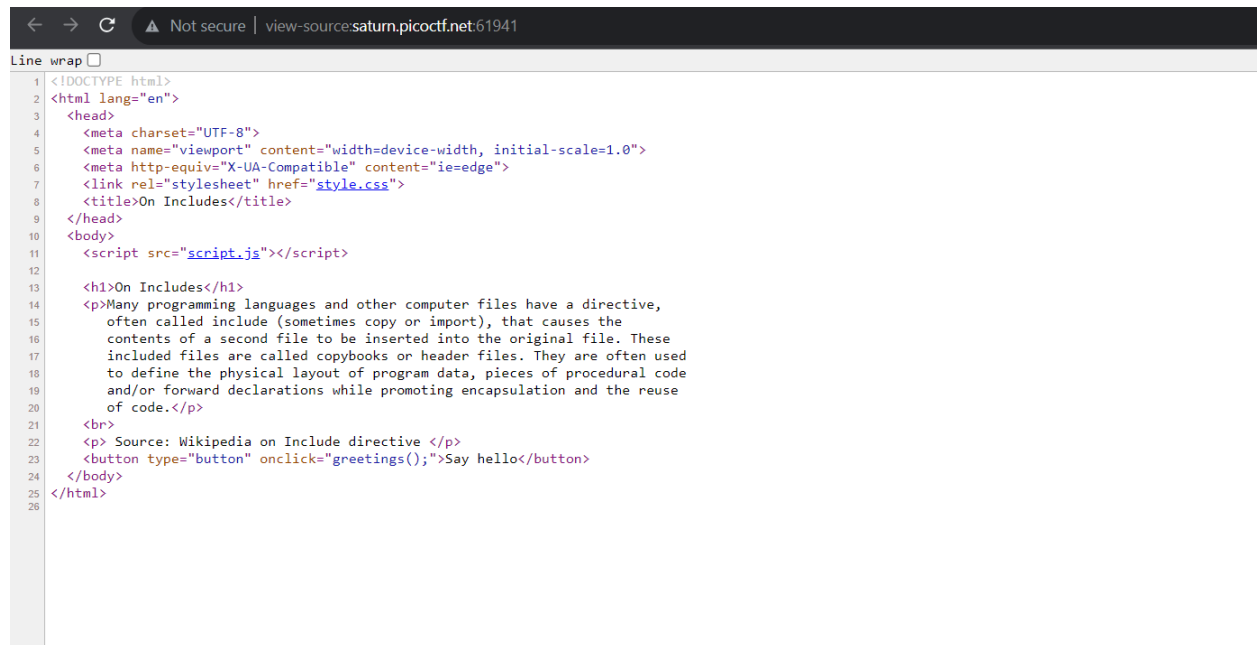 Not secure | view-source:saturn.picoctf.net:61941
Line wrap
1 <!DOCTYPE html>
2 <html lang="en">
3   <head>
4     <meta charset="UTF-8">
5     <meta name="viewport" content="width=device-width, initial-scale=1.0">
6     <meta http-equiv="X-UA-Compatible" content="ie=edge">
7     <link rel="stylesheet" href="style.css">
8     <title>On Includes</title>
9   </head>
10   <body>
11     <script src="script.js"></script>
12
13     <h1>On Includes</h1>
14     <p>Many programming languages and other computer files have a directive,
15        often called include (sometimes copy or import), that causes the
16        contents of a second file to be inserted into the original file. These
17        included files are called copybooks or header files. They are often used
18        to define the physical layout of program data, pieces of procedural code
19        and/or forward declarations while promoting encapsulation and the reuse
20        of code.</p>
21     <br>
22     <p> Source: Wikipedia on Include directive </p>
23     <button type="button" onclick="greetings();">Say hello</button>
24   </body>
25 </html>
26